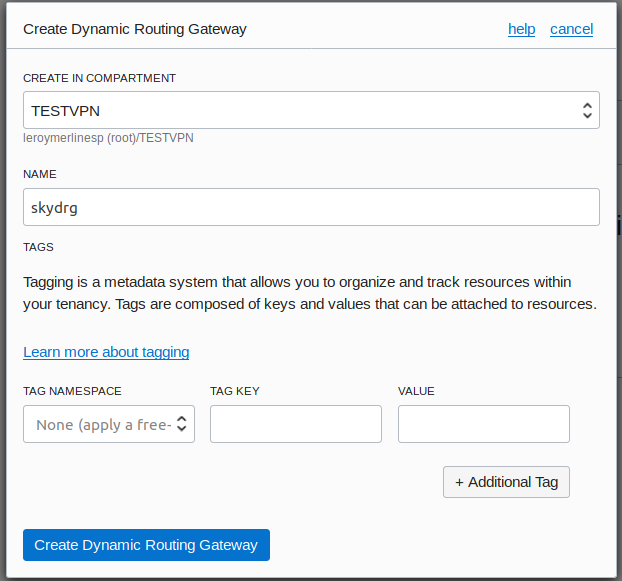 Create Dynamic Routing Gateway help cancel
CREATE IN COMPARTMENT
TESTVPN
leroymerlinesp (root)/TESTVPN
NAME
skydrg
TAGS
Tagging is a metadata system that allows you to organize and track resources within
your tenancy. Tags are composed of keys and values that can be attached to resources.
Learn more about tagging
TAG NAMESPACE TAG KEY VALUE
None (apply a free-
+ Additional Tag
Create Dynamic Routing Gateway